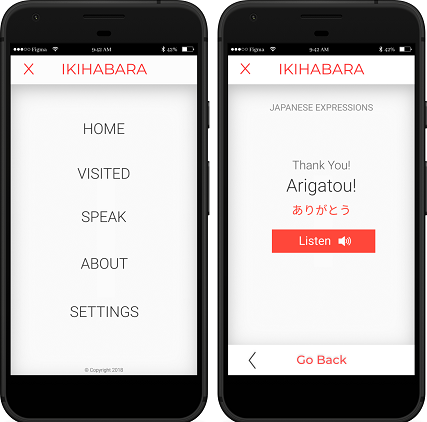 Figma 9:42 AM 42%
IKIHABARA
HOME
VISITED
SPEAK
ABOUT
SETTINGS
© Copyright 2018
Figma 9:42 AM 42%
IKIHABARA
JAPANESE EXPRESSIONS
Thank You!
Arigatou!
ありがとう
Listen
Go Back